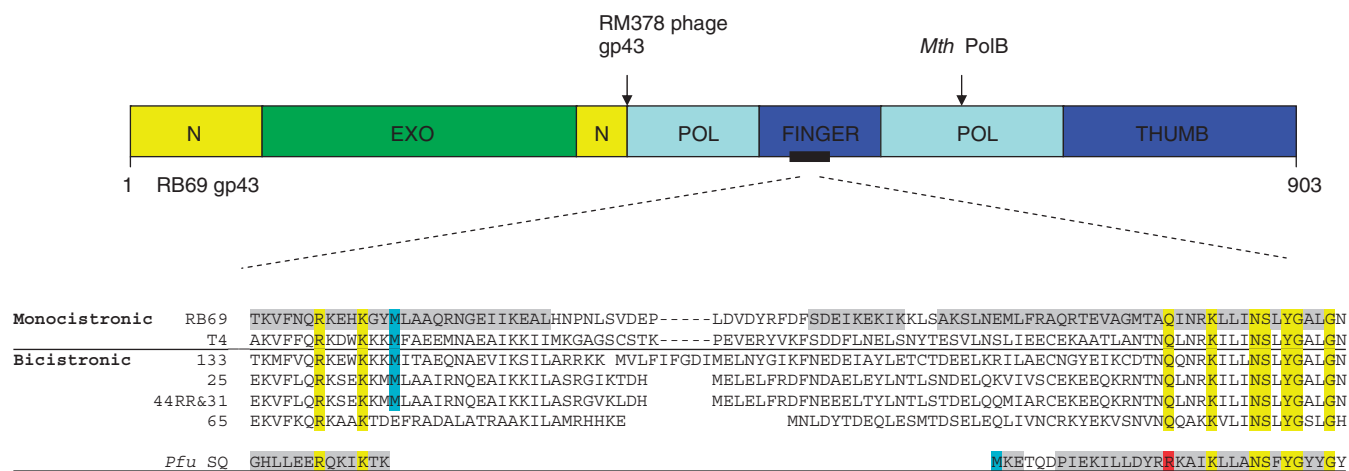 RM378 phage
gp43
Mth PolB
N EXO N POL FINGER POL THUMB
1 RB69 gp43 903
Monocistronic RB69 TKVFNQRKEHKGYMLAAQRNGEIIKEALHNPNLSVDEP-----LDVDYRFDFSDEIKEKIKKLSAKSLNEMLFRAQRTEVAGMTAQINRKLLINSLYGALGN
T4 AKVFFQRKDWKKKMFAEEMNAEAIKKIIMKGAGSCSTK-----PEVERYVKFSDDFLNELSNYTESVLNSLIEECEKAATLANTNQLNRKILINSLYGALGN
Bicistronic 133 TKMFVQRKEWKKKMITAEQNAEVIKSILARRKK MVLFIFGDIMELNYGIKFNEDEIAYLETCTDEELKRILAECNGYEIKCDTNQQNRKILLNSLYGALGN
25 EKVFLQRKSEKKMMLAAIRNQEAIKKILASRGIKTDH MELELFRDFNDAELEYLNTLSNDELQKVIVSCEKEEQKRNTNQLNRKILINSLYGALGN
44RR&31 EKVFLQRKSEKKMMLAAIRNQEAIKKILASRGVKLDH MELELFRDFNEEELTYLNTLSTDELQQMIARCEKEEQKRNTNQLNRKILINSLYGALGN
65 EKVFKQRKAAKTDEFRADALATRAAKILAMRHHKE MNLDYTDEQLESMTDSELEQLIVNCRKYEKVSNVNQQAKKVLINSLYGSLGH
Pfu SQ GHLLEERQKIKTK MKETQDPIEKILLDYRRKAIKLLANSFYGYYGY